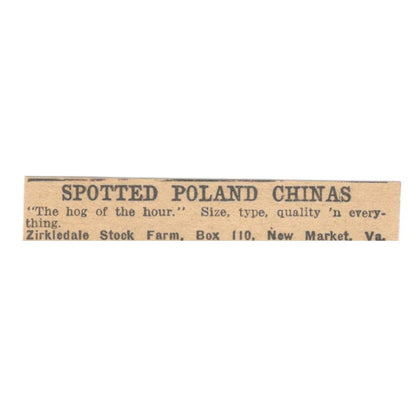 SPOTTED POLAND CHINAS
"The hog of the hour." Size, type, quality 'n every-
thing.
Zirkledale Stock Farm, Box 110, New Market, Va.